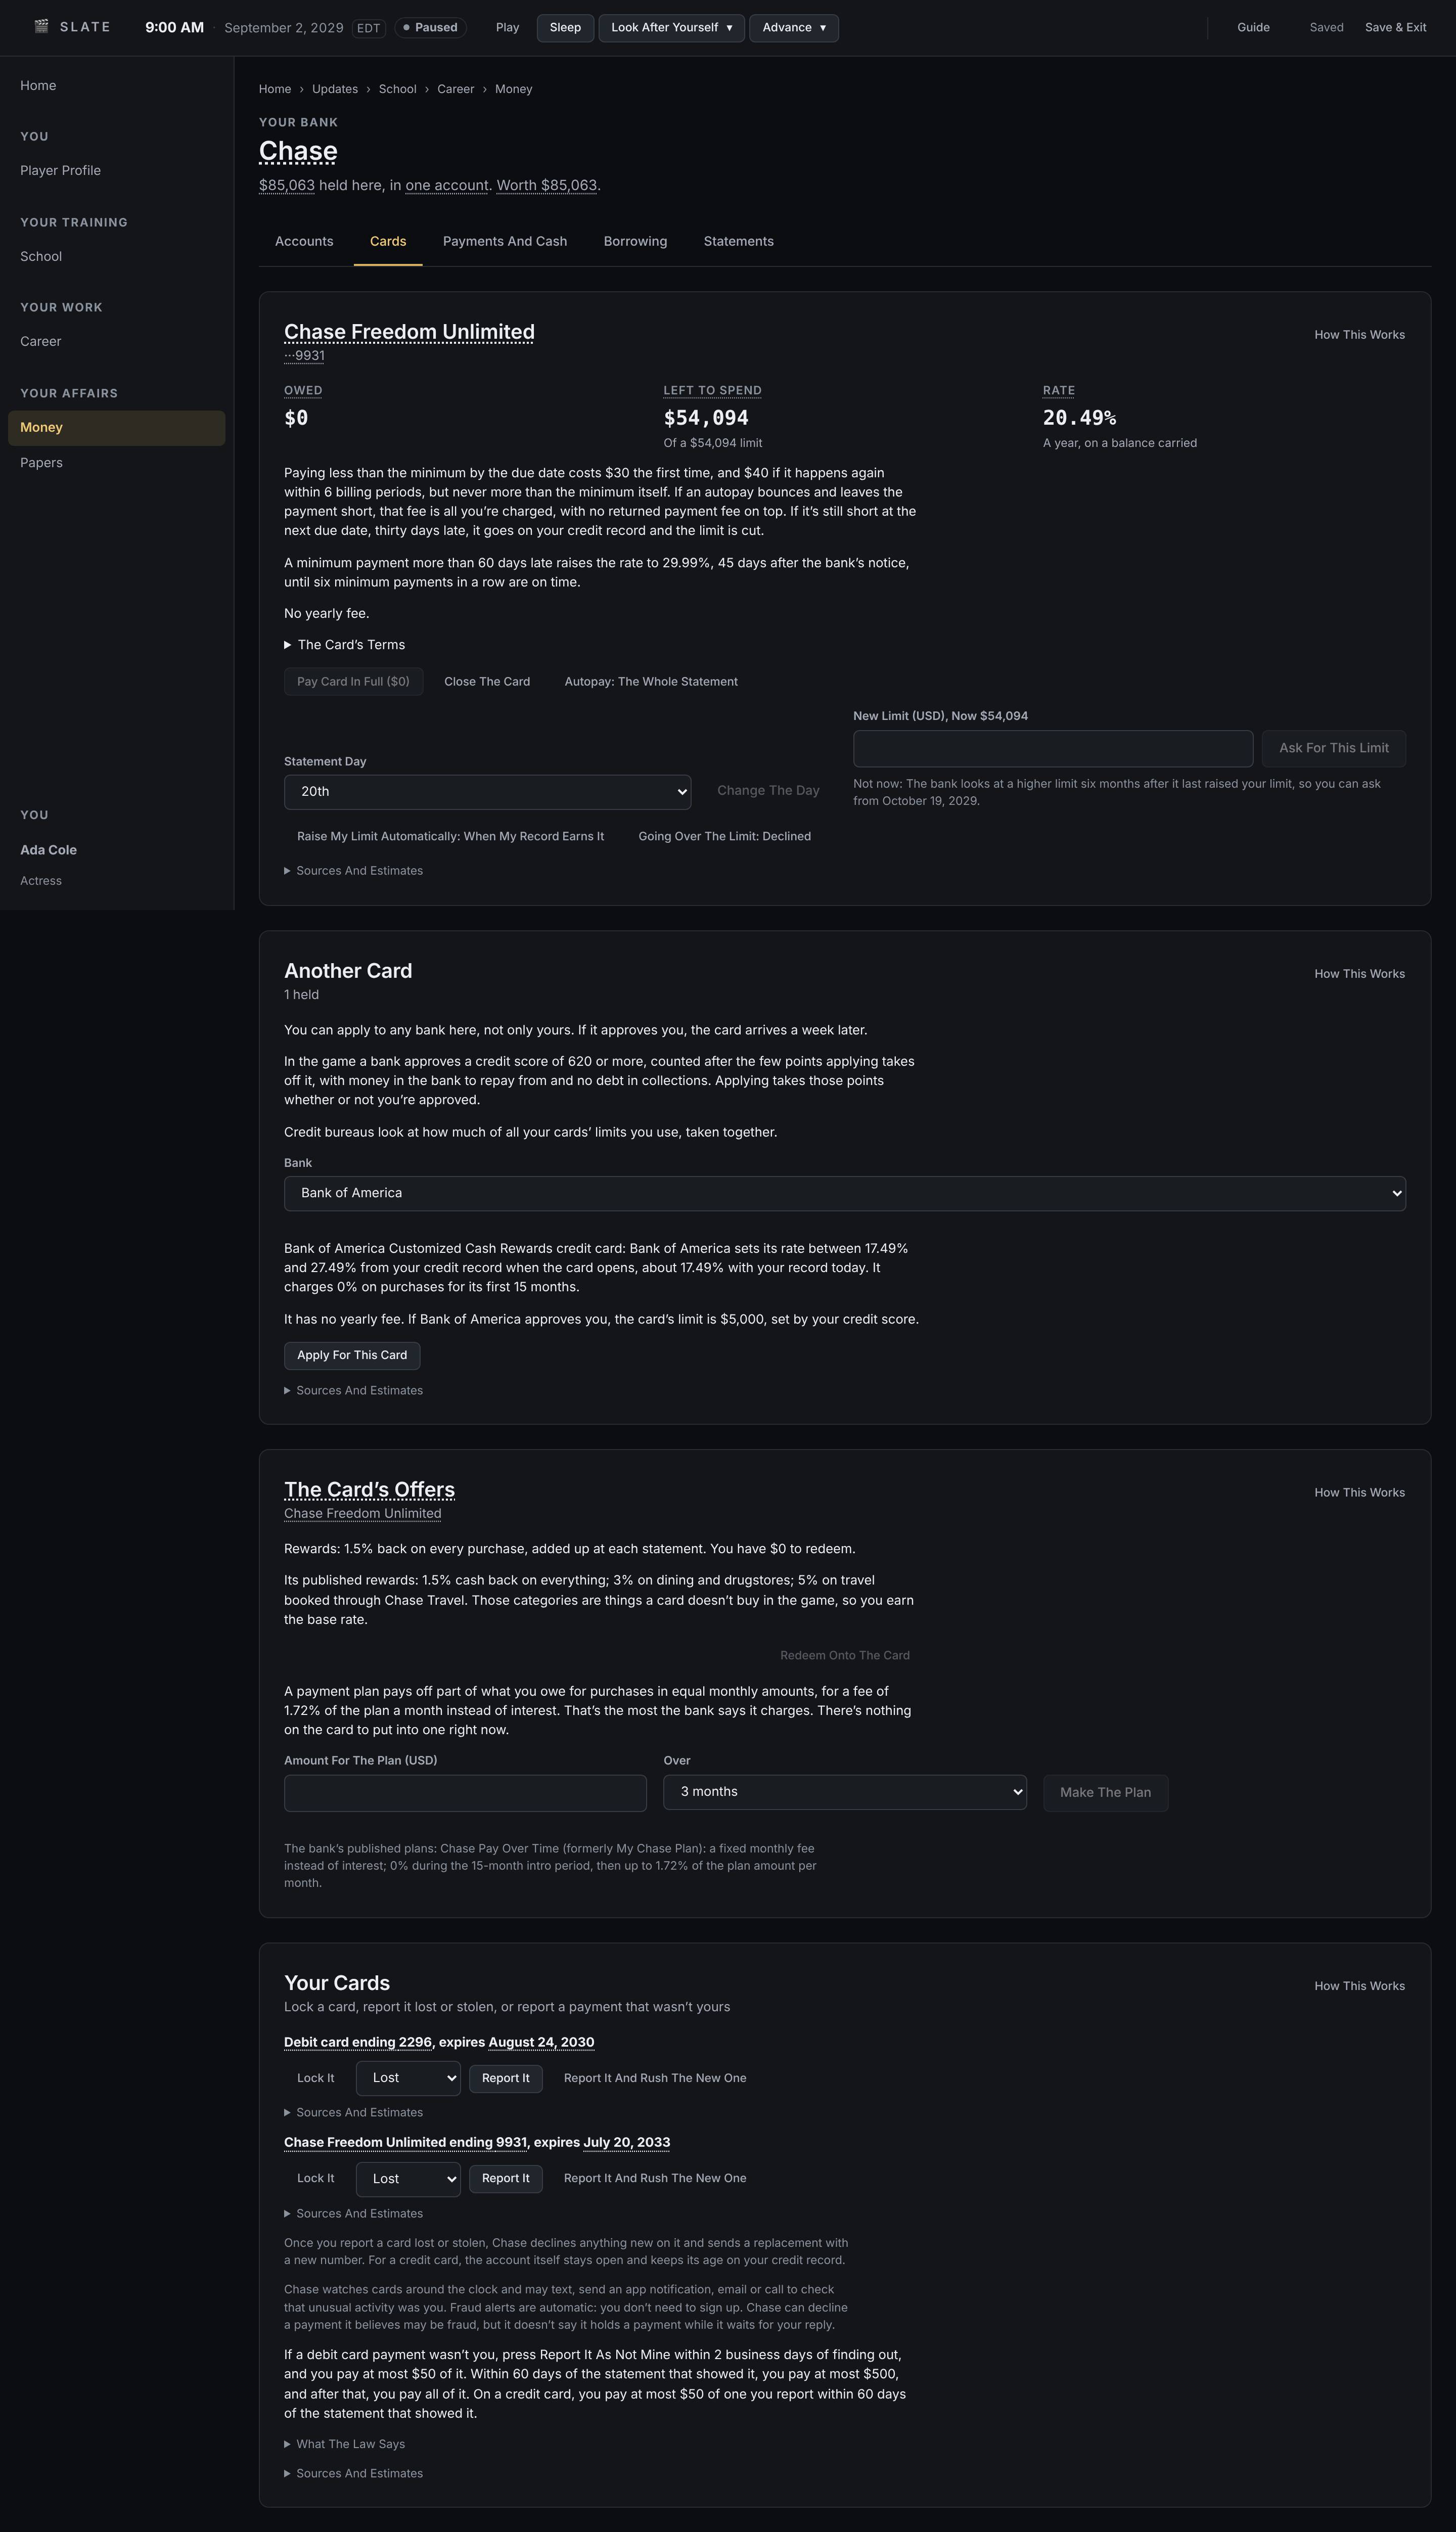 SLATE
9:00 AM · September 2, 2029 EDT Paused Play Sleep Look After Yourself ▾ Advance ▾ Guide Saved Save & Exit
Home
YOU
Player Profile
YOUR TRAINING
School
YOUR WORK
Career
YOUR AFFAIRS
Money
Papers
YOU
Ada Cole
Actress
Home › Updates › School › Career › Money
YOUR BANK
Chase
$85,063 held here, in one account. Worth $85,063.
Accounts Cards Payments And Cash Borrowing Statements
Chase Freedom Unlimited
How This Works
···9931
OWED LEFT TO SPEND RATE
$0 $54,094 20.49%
Of a $54,094 limit A year, on a balance carried
Paying less than the minimum by the due date costs $30 the first time, and $40 if it happens again
within 6 billing periods, but never more than the minimum itself. If an autopay bounces and leaves the
payment short, that fee is all you’re charged, with no returned payment fee on top. If it’s still short at the
next due date, thirty days late, it goes on your credit record and the limit is cut.
A minimum payment more than 60 days late raises the rate to 29.99%, 45 days after the bank’s notice,
until six minimum payments in a row are on time.
No yearly fee.
▶ The Card’s Terms
Pay Card In Full ($0) Close The Card Autopay: The Whole Statement
New Limit (USD), Now $54,094
Ask For This Limit
Statement Day
20th Change The Day
Not now: The bank looks at a higher limit six months after it last raised your limit, so you can ask
from October 19, 2029.
Raise My Limit Automatically: When My Record Earns It Going Over The Limit: Declined
▶ Sources And Estimates
Another Card
How This Works
1 held
You can apply to any bank here, not only yours. If it approves you, the card arrives a week later.
In the game a bank approves a credit score of 620 or more, counted after the few points applying takes
off it, with money in the bank to repay from and no debt in collections. Applying takes those points
whether or not you’re approved.
Credit bureaus look at how much of all your cards’ limits you use, taken together.
Bank
Bank of America
Bank of America Customized Cash Rewards credit card: Bank of America sets its rate between 17.49%
and 27.49% from your credit record when the card opens, about 17.49% with your record today. It
charges 0% on purchases for its first 15 months.
It has no yearly fee. If Bank of America approves you, the card’s limit is $5,000, set by your credit score.
Apply For This Card
▶ Sources And Estimates
The Card’s Offers
How This Works
Chase Freedom Unlimited
Rewards: 1.5% back on every purchase, added up at each statement. You have $0 to redeem.
Its published rewards: 1.5% cash back on everything; 3% on dining and drugstores; 5% on travel
booked through Chase Travel. Those categories are things a card doesn’t buy in the game, so you earn
the base rate.
Redeem Onto The Card
A payment plan pays off part of what you owe for purchases in equal monthly amounts, for a fee of
1.72% of the plan a month instead of interest. That’s the most the bank says it charges. There’s nothing
on the card to put into one right now.
Amount For The Plan (USD) Over
3 months Make The Plan
The bank’s published plans: Chase Pay Over Time (formerly My Chase Plan): a fixed monthly fee
instead of interest; 0% during the 15-month intro period, then up to 1.72% of the plan amount per
month.
Your Cards
How This Works
Lock a card, report it lost or stolen, or report a payment that wasn’t yours
Debit card ending 2296, expires August 24, 2030
Lock It Lost Report It Report It And Rush The New One
▶ Sources And Estimates
Chase Freedom Unlimited ending 9931, expires July 20, 2033
Lock It Lost Report It Report It And Rush The New One
▶ Sources And Estimates
Once you report a card lost or stolen, Chase declines anything new on it and sends a replacement with
a new number. For a credit card, the account itself stays open and keeps its age on your credit record.
Chase watches cards around the clock and may text, send an app notification, email or call to check
that unusual activity was you. Fraud alerts are automatic: you don’t need to sign up. Chase can decline
a payment it believes may be fraud, but it doesn’t say it holds a payment while it waits for your reply.
If a debit card payment wasn’t you, press Report It As Not Mine within 2 business days of finding out,
and you pay at most $50 of it. Within 60 days of the statement that showed it, you pay at most $500,
and after that, you pay all of it. On a credit card, you pay at most $50 of one you report within 60 days
of the statement that showed it.
▶ What The Law Says
▶ Sources And Estimates